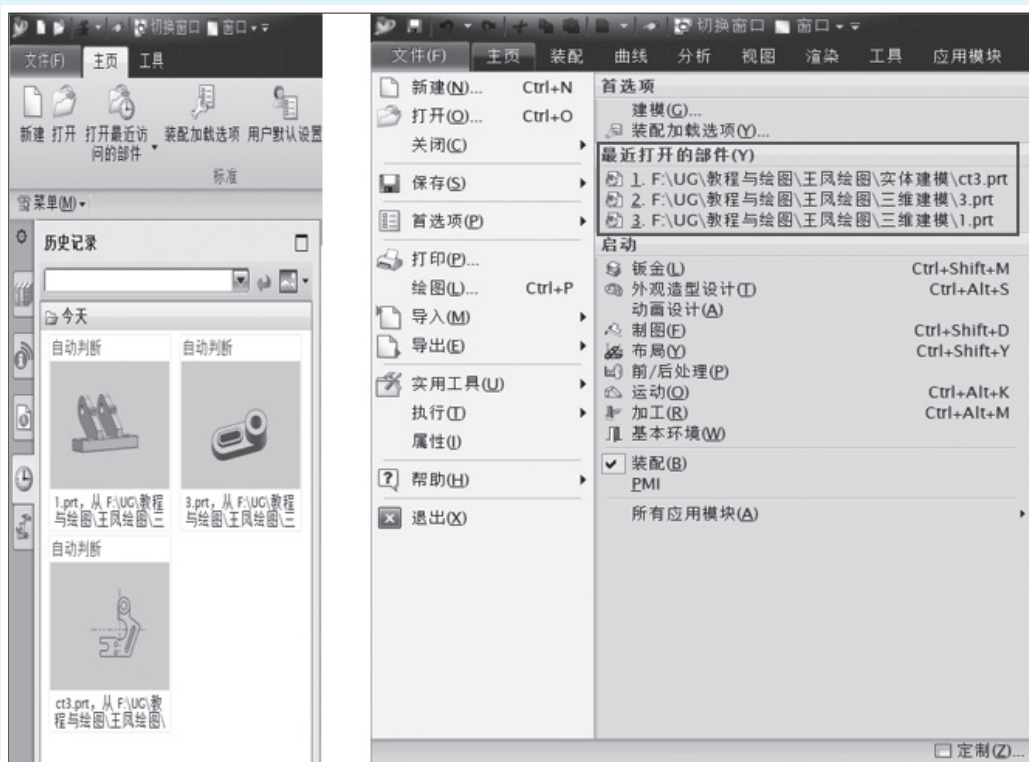 切换窗口 窗口
文件(F) 主页 工具
新建 打开 打开最近访问的部件 装配加载选项 用户默认设置
标准
菜单(M)
历史记录
今天
自动判断 自动判断
1.prt，从 F:\UG\教程
与绘图\王凤绘图\三
3.prt，从 F:\UG\教程
与绘图\王凤绘图\三
自动判断
ct3.prt，从 F:\UG\教
程与绘图\王凤绘图\
切换窗口 窗口
文件(F) 主页 装配 曲线 分析 视图 渲染 工具 应用模块
新建(N)... Ctrl+N
打开(O)... Ctrl+O
关闭(C)
保存(S)
首选项(P)
打印(P)...
绘图(L)... Ctrl+P
导入(M)
导出(E)
实用工具(U)
执行(T)
属性(I)
帮助(H)
退出(X)
首选项
建模(G)...
装配加载选项(Y)...
最近打开的部件(Y)
1. F:\UG\教程与绘图\王凤绘图\实体建模\ct3.prt
2. F:\UG\教程与绘图\王凤绘图\三维建模\3.prt
3. F:\UG\教程与绘图\王凤绘图\三维建模\1.prt
启动
钣金(L) Ctrl+Shift+M
外观造型设计(T) Ctrl+Alt+S
动画设计(A)
制图(F) Ctrl+Shift+D
布局(Y) Ctrl+Shift+Y
前/后处理(P)
运动(O) Ctrl+Alt+K
加工(R) Ctrl+Alt+M
基本环境(W)
装配(B)
PMI
所有应用模块(A)
定制(Z)...